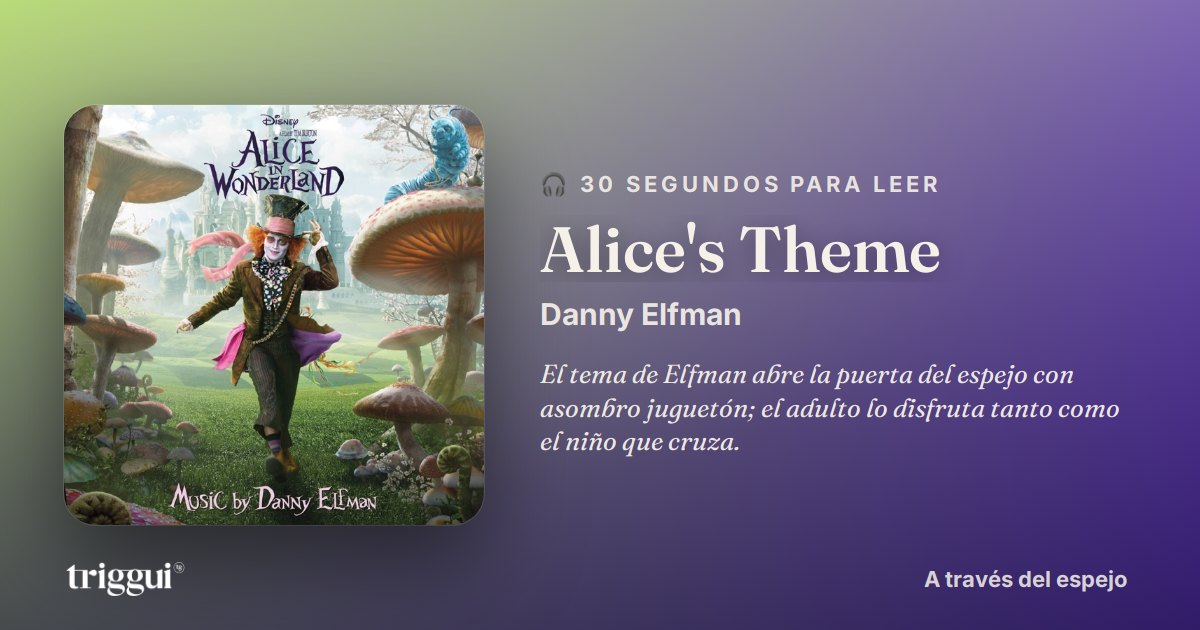 Disney
A FILM BY TIM BURTON
ALICE
IN
WONDERLAND
MUSIC by DANNY ELFMAN
30 SEGUNDOS PARA LEER
Alice's Theme
Danny Elfman
El tema de Elfman abre la puerta del espejo con
asombro juguetón; el adulto lo disfruta tanto como
el niño que cruza.
triggui
A través del espejo